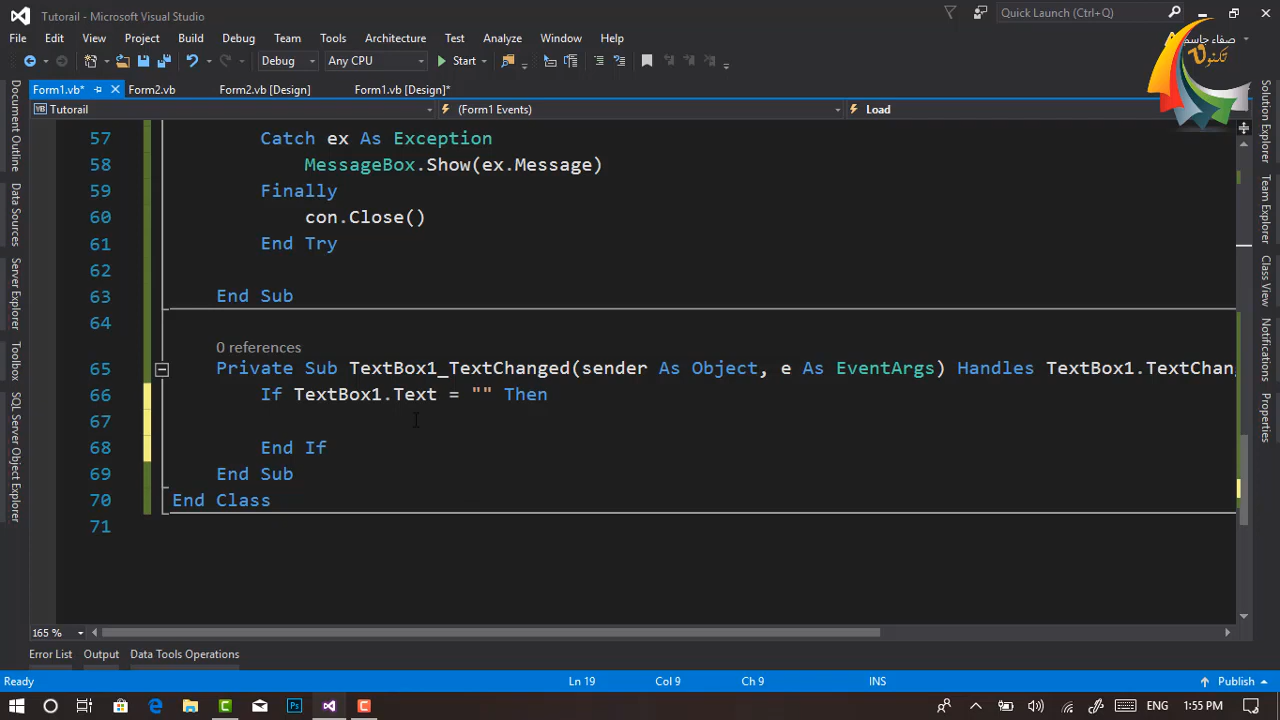 Tutorail - Microsoft Visual Studio
Quick Launch (Ctrl+Q)
صفاء جاسم
تكنو
File Edit View Project Build Debug Team Tools Architecture Test Analyze Window Help
Debug Any CPU Start
Form1.vb* Form2.vb Form2.vb [Design] Form1.vb [Design]*
Tutorail (Form1 Events) Load
Document Outline
Data Sources
Server Explorer
Toolbox
SQL Server Object Explorer
57 Catch ex As Exception
58 MessageBox.Show(ex.Message)
59 Finally
60 con.Close()
61 End Try
62
63 End Sub
64
0 references
65 Private Sub TextBox1_TextChanged(sender As Object, e As EventArgs) Handles TextBox1.TextChan
66 If TextBox1.Text = "" Then
67
68 End If
69 End Sub
70 End Class
71
Solution Explorer
Team Explorer
Class View
Notifications
Properties
165 %
Error List Output Data Tools Operations
Ready Ln 19 Col 9 Ch 9 INS Publish
ENG 1:55 PM